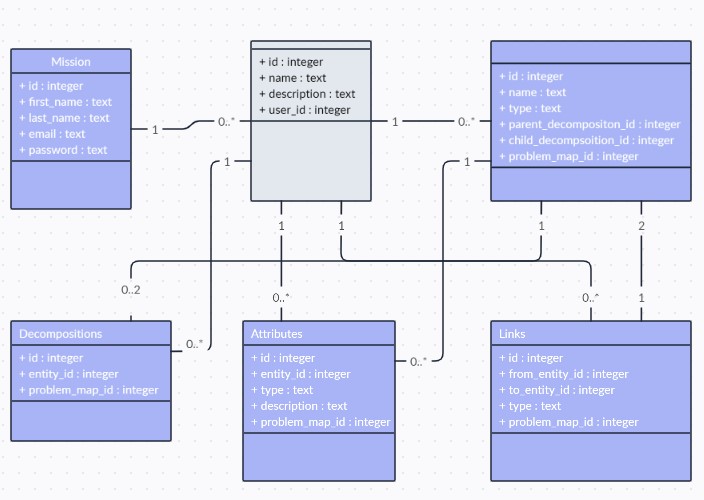 Mission
+ id : integer
+ first_name : text
+ last_name : text
+ email : text
+ password : text
1
0..*
+ id : integer
+ name : text
+ description : text
+ user_id : integer
1
0..*
+ id : integer
+ name : text
+ type : text
+ parent_decompositon_id : integer
+ child_decompsoition_id : integer
+ problem_map_id : integer
1
1
1
1
1
2
0..2
0..*
0..*
1
0..*
0..*
Decompositions
+ id : integer
+ entity_id : integer
+ problem_map_id : integer
Attributes
+ id : integer
+ entity_id : integer
+ type : text
+ description : text
+ problem_map_id : integer
Links
+ id : integer
+ from_entity_id : integer
+ to_entity_id : integer
+ type : text
+ problem_map_id : integer